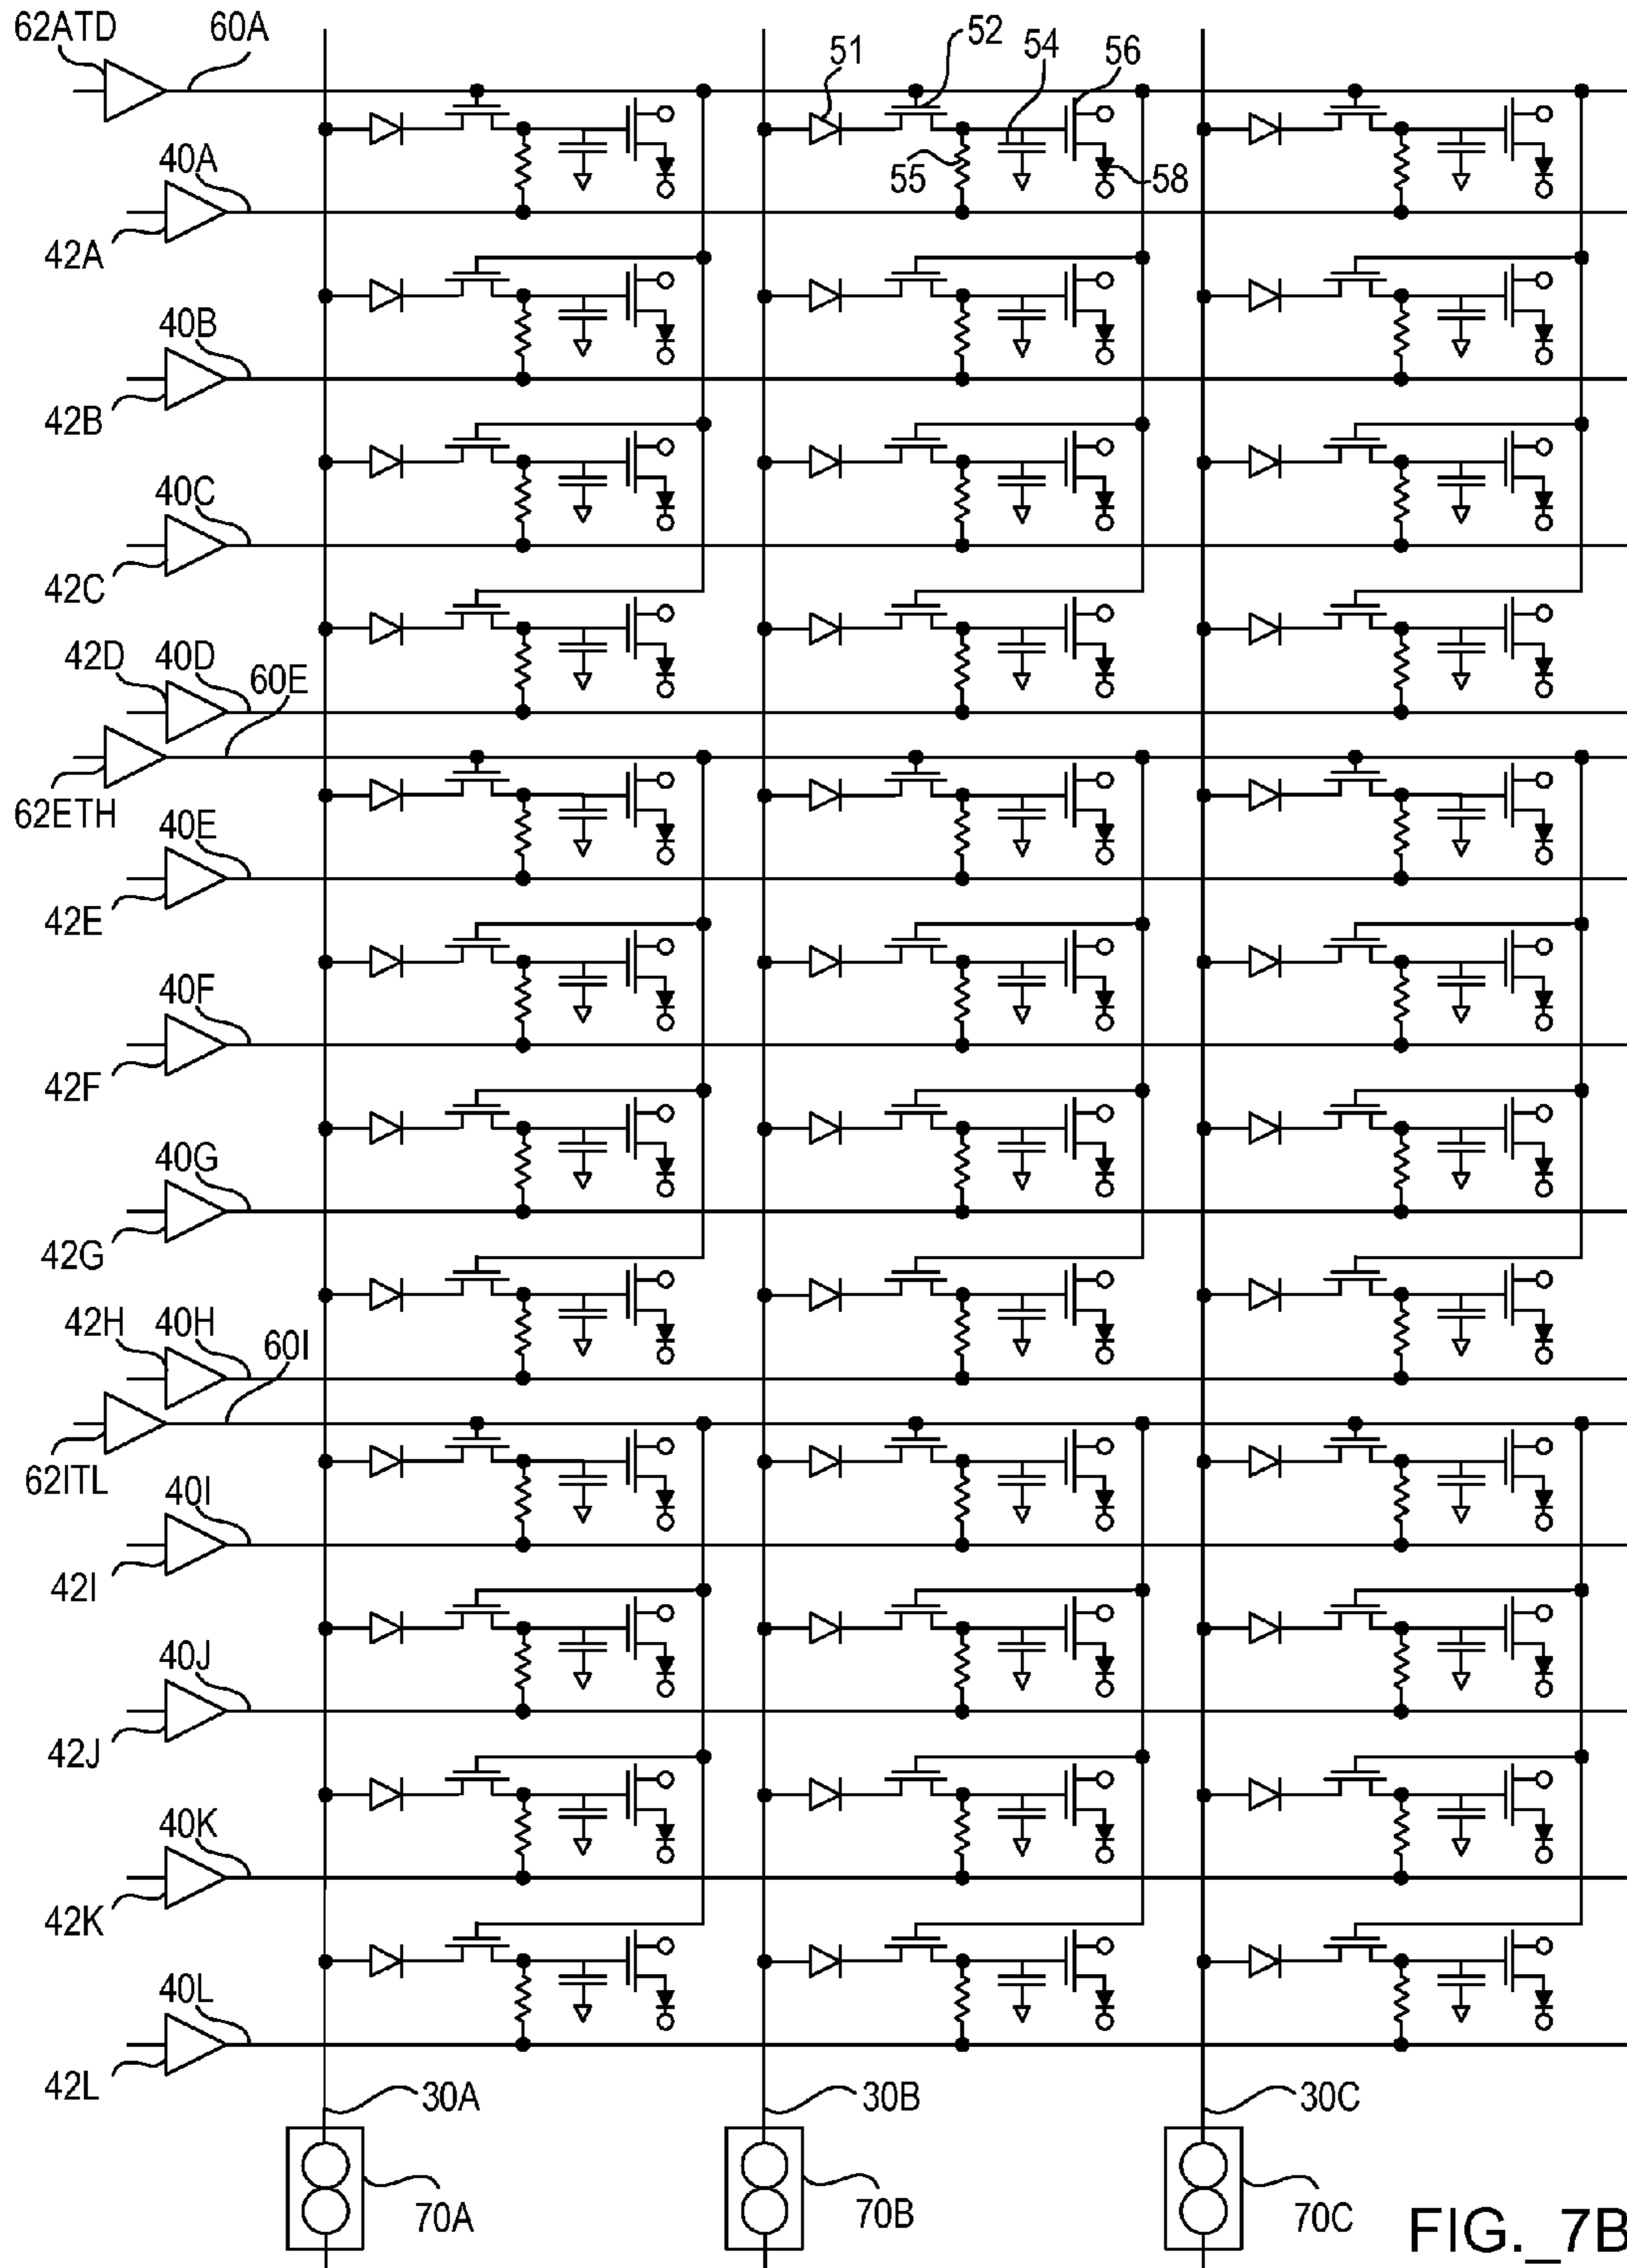 62ATD 60A
51 52 54 56
40A
55 58
42A
40B
42B
40C
42C
42D 40D 60E
62ETH 40E
42E
40F
42F
40G
42G
42H 40H 60I
62ITL 40I
42I
40J
42J
40K
42K
40L
42L
30A 30B 30C
70A 70B 70C
FIG._7B